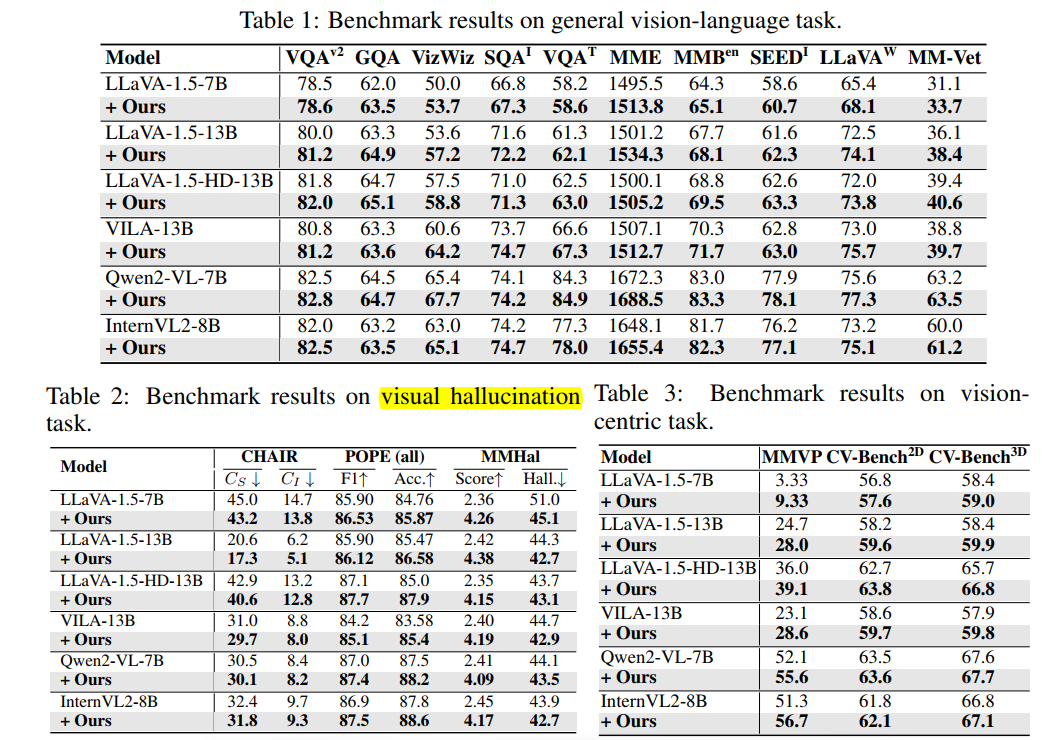 Table 1: Benchmark results on general vision-language task.
Model VQAv2 GQA VizWiz SQAI VQAT MME MMBen SEEDI LLaVAW MM-Vet
LLaVA-1.5-7B 78.5 62.0 50.0 66.8 58.2 1495.5 64.3 58.6 65.4 31.1
+ Ours 78.6 63.5 53.7 67.3 58.6 1513.8 65.1 60.7 68.1 33.7
LLaVA-1.5-13B 80.0 63.3 53.6 71.6 61.3 1501.2 67.7 61.6 72.5 36.1
+ Ours 81.2 64.9 57.2 72.2 62.1 1534.3 68.1 62.3 74.1 38.4
LLaVA-1.5-HD-13B 81.8 64.7 57.5 71.0 62.5 1500.1 68.8 62.6 72.0 39.4
+ Ours 82.0 65.1 58.8 71.3 63.0 1505.2 69.5 63.3 73.8 40.6
VILA-13B 80.8 63.3 60.6 73.7 66.6 1507.1 70.3 62.8 73.0 38.8
+ Ours 81.2 63.6 64.2 74.7 67.3 1512.7 71.7 63.0 75.7 39.7
Qwen2-VL-7B 82.5 64.5 65.4 74.1 84.3 1672.3 83.0 77.9 75.6 63.2
+ Ours 82.8 64.7 67.7 74.2 84.9 1688.5 83.3 78.1 77.3 63.5
InternVL2-8B 82.0 63.2 63.0 74.2 77.3 1648.1 81.7 76.2 73.2 60.0
+ Ours 82.5 63.5 65.1 74.7 78.0 1655.4 82.3 77.1 75.1 61.2
Table 2: Benchmark results on visual hallucination
task.
Model CHAIR POPE (all) MMHal
CS ↓ CI ↓ F1↑ Acc.↑ Score↑ Hall.↓
LLaVA-1.5-7B 45.0 14.7 85.90 84.76 2.36 51.0
+ Ours 43.2 13.8 86.53 85.87 4.26 45.1
LLaVA-1.5-13B 20.6 6.2 85.90 85.47 2.42 44.3
+ Ours 17.3 5.1 86.12 86.58 4.38 42.7
LLaVA-1.5-HD-13B 42.9 13.2 87.1 85.0 2.35 43.7
+ Ours 40.6 12.8 87.7 87.9 4.15 43.1
VILA-13B 31.0 8.8 84.2 83.58 2.40 44.7
+ Ours 29.7 8.0 85.1 85.4 4.19 42.9
Qwen2-VL-7B 30.5 8.4 87.0 87.5 2.41 44.1
+ Ours 30.1 8.2 87.4 88.2 4.09 43.5
InternVL2-8B 32.4 9.7 86.9 87.8 2.45 43.9
+ Ours 31.8 9.3 87.5 88.6 4.17 42.7
Table 3: Benchmark results on vision-
centric task.
Model MMVP CV-Bench2D CV-Bench3D
LLaVA-1.5-7B 3.33 56.8 58.4
+ Ours 9.33 57.6 59.0
LLaVA-1.5-13B 24.7 58.2 58.4
+ Ours 28.0 59.6 59.9
LLaVA-1.5-HD-13B 36.0 62.7 65.7
+ Ours 39.1 63.8 66.8
VILA-13B 23.1 58.6 57.9
+ Ours 28.6 59.7 59.8
Qwen2-VL-7B 52.1 63.5 67.6
+ Ours 55.6 63.6 67.7
InternVL2-8B 51.3 61.8 66.8
+ Ours 56.7 62.1 67.1